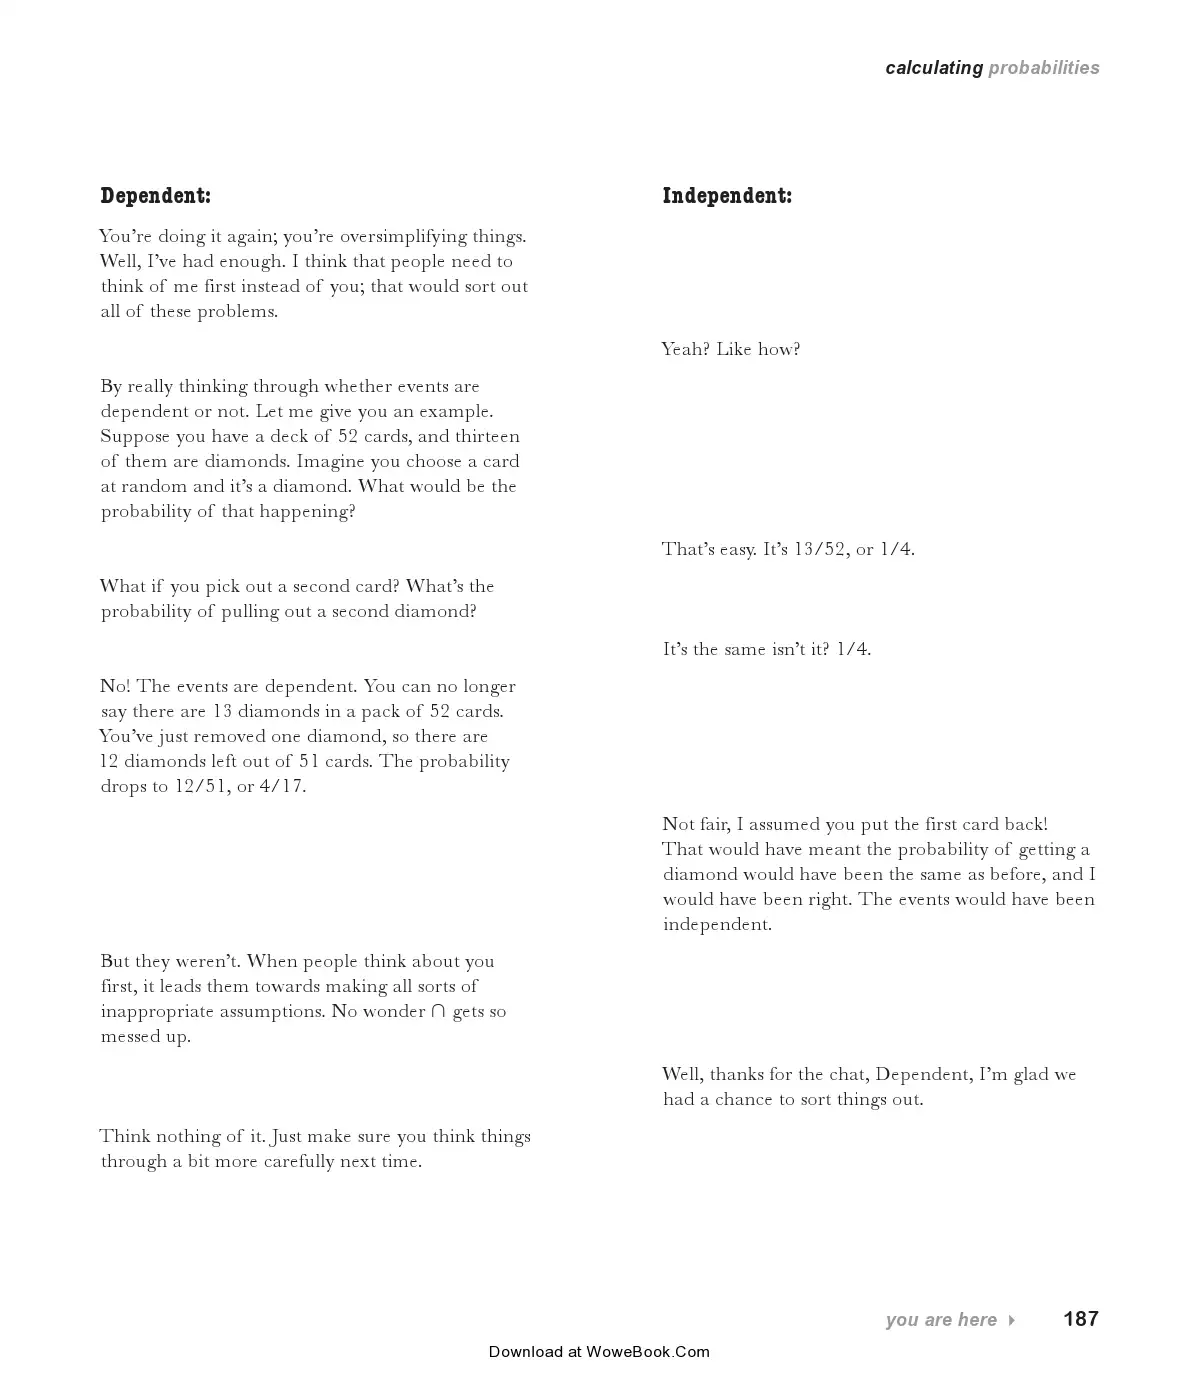 calculating probabilities
Dependent:
You’re doing it again; you’re oversimplifying things.
Well, I’ve had enough. I think that people need to
think of me first instead of you; that would sort out
all of these problems.
Independent:
Yeah? Like how?
By really thinking through whether events are
dependent or not. Let me give you an example.
Suppose you have a deck of 52 cards, and thirteen
of them are diamonds. Imagine you choose a card
at random and it’s a diamond. What would be the
probability of that happening?
That’s easy. It’s 13/52, or 1/4.
What if you pick out a second card? What’s the
probability of pulling out a second diamond?
It’s the same isn’t it? 1/4.
No! The events are dependent. You can no longer
say there are 13 diamonds in a pack of 52 cards.
You’ve just removed one diamond, so there are
12 diamonds left out of 51 cards. The probability
drops to 12/51, or 4/17.
Not fair, I assumed you put the first card back!
That would have meant the probability of getting a
diamond would have been the same as before, and I
would have been right. The events would have been
independent.
But they weren’t. When people think about you
first, it leads them towards making all sorts of
inappropriate assumptions. No wonder ∩ gets so
messed up.
Well, thanks for the chat, Dependent, I’m glad we
had a chance to sort things out.
Think nothing of it. Just make sure you think things
through a bit more carefully next time.
you are here
187
Download at WoweBook.Com